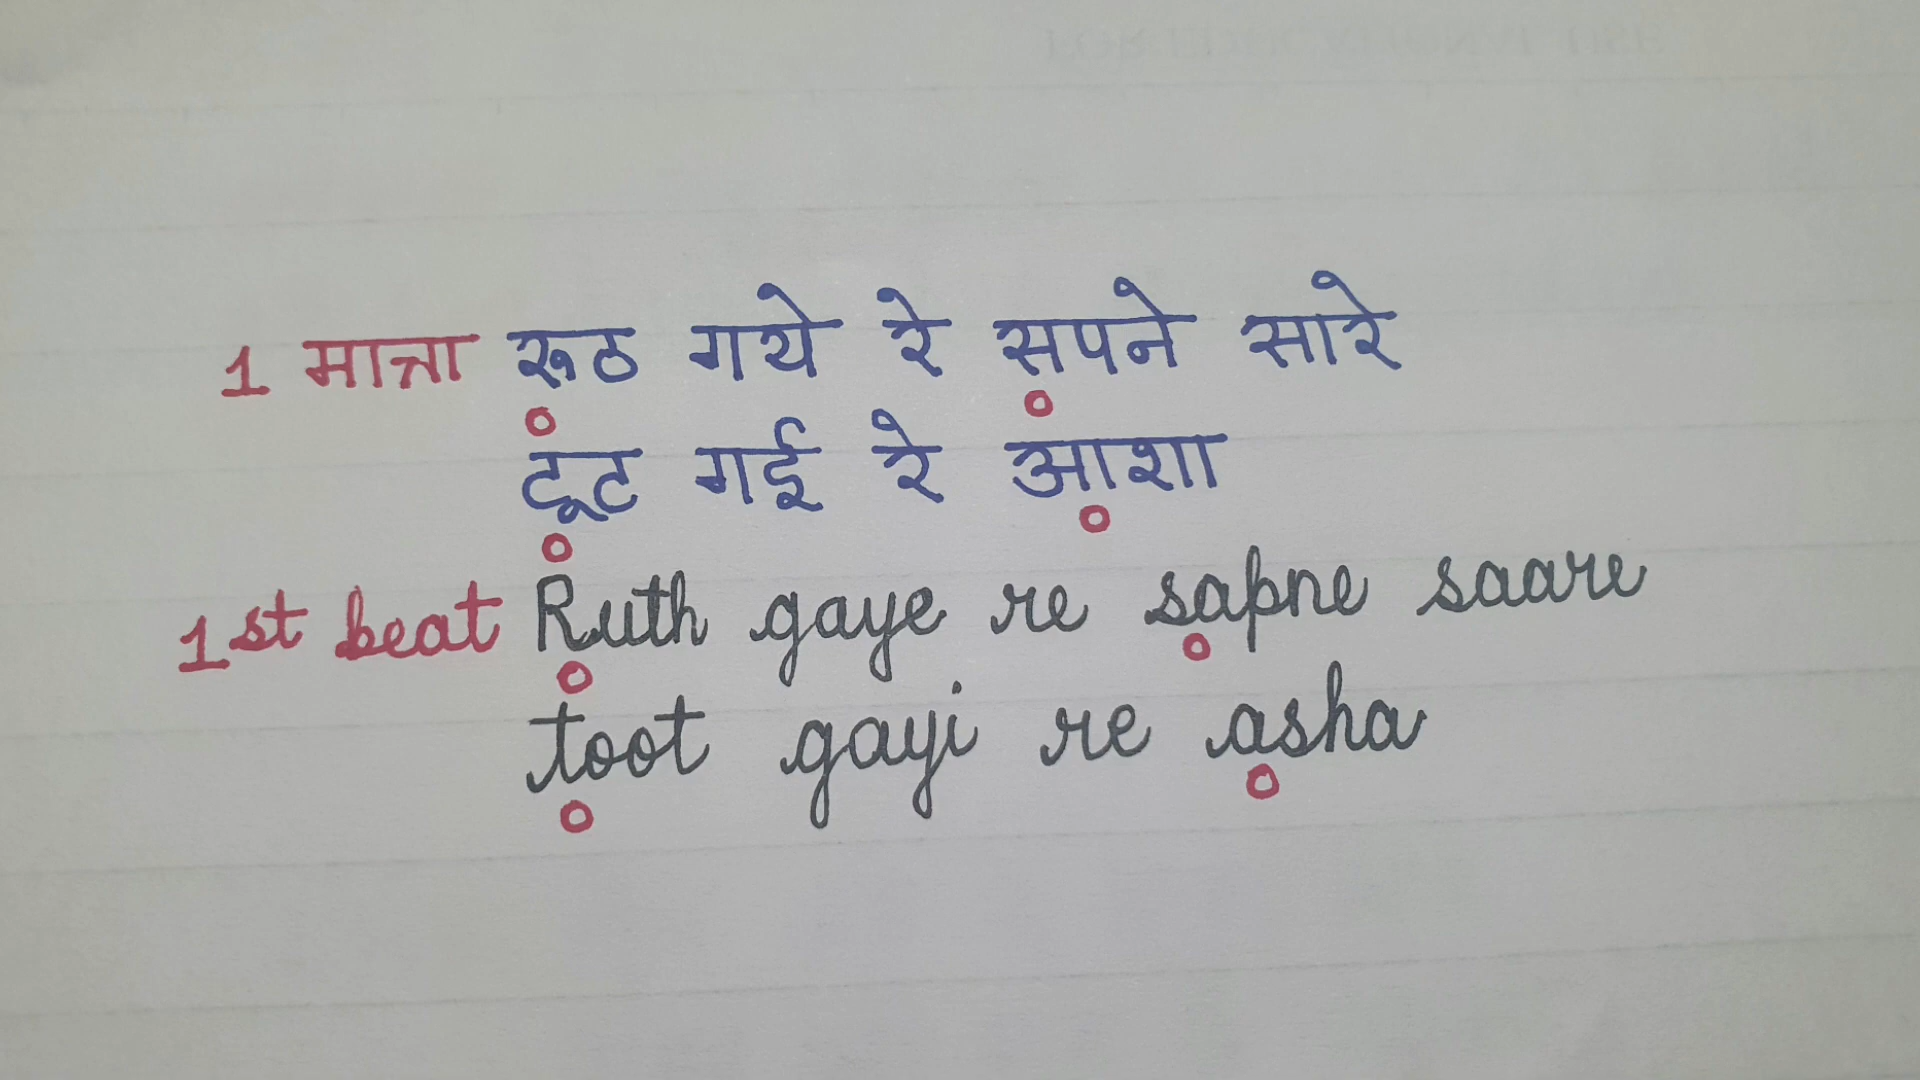 1 मात्रा रूठ गये रे सपने सारे
टूट गई रे आशा
1st beat Ruth gaye re sapne saare
toot gayi re asha